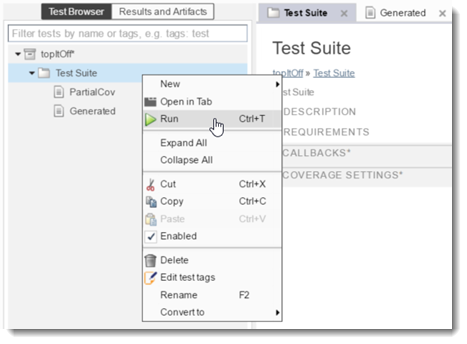 Test Browser
Results and Artifacts
Filter tests by name or tags, e.g. tags: test
topItOff*
Test Suite
PartialCov
Generated
New
Open in Tab
Run Ctrl+T
Expand All
Collapse All
Cut Ctrl+X
Copy Ctrl+C
Paste Ctrl+V
Enabled
Delete
Edit test tags
Rename F2
Convert to
Test Suite
Generated
Test Suite
topItOff » Test Suite
st Suite
DESCRIPTION
REQUIREMENTS
CALLBACKS*
COVERAGE SETTINGS*